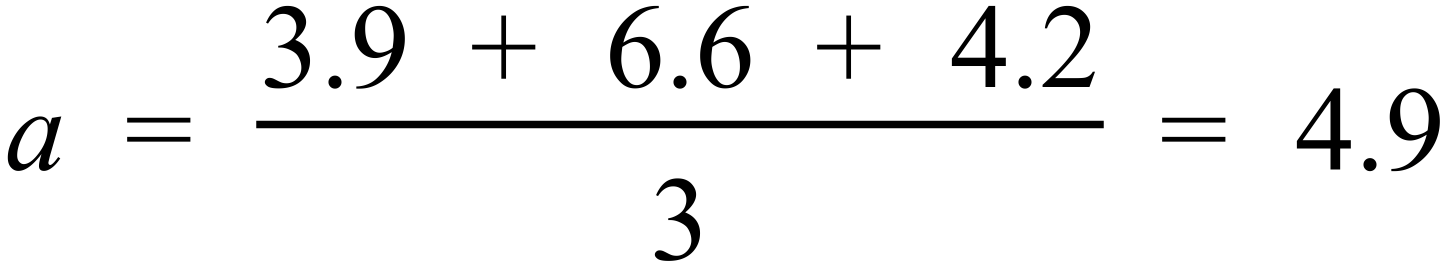 a = (3.9 + 6.6 + 4.2) / 3 = 4.9